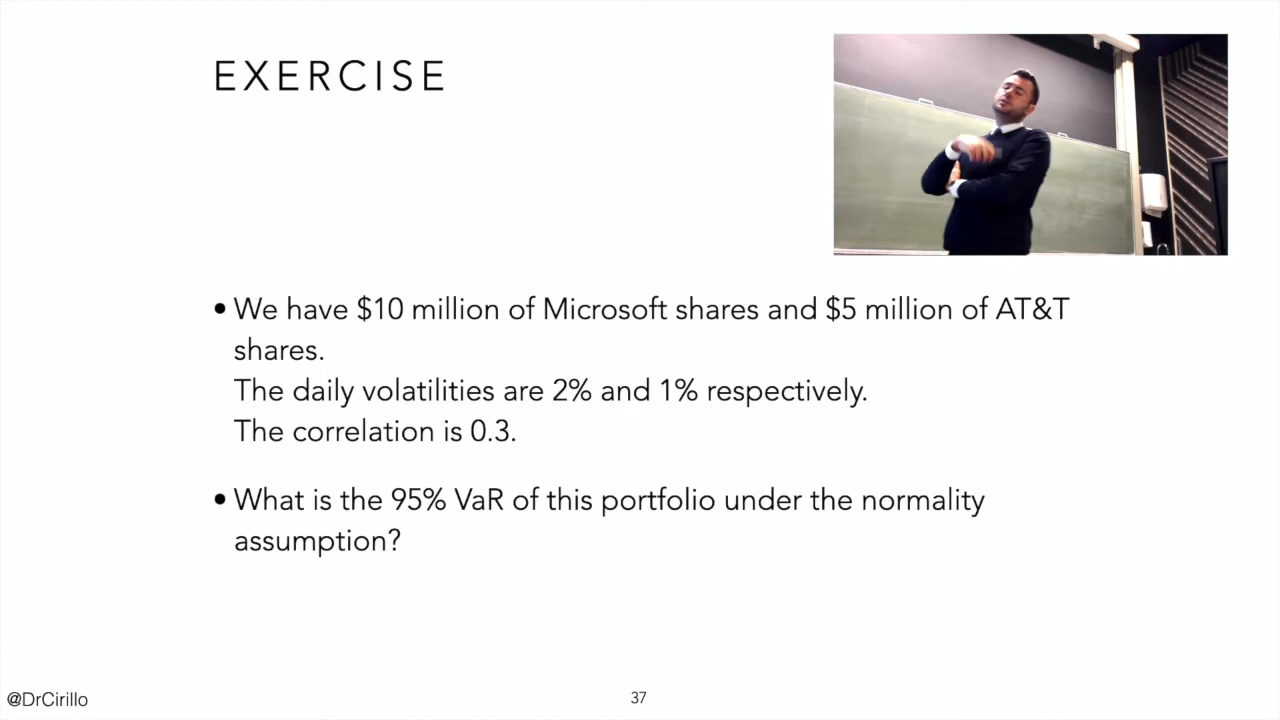 EXERCISE
• We have $10 million of Microsoft shares and $5 million of AT&T
shares.
The daily volatilities are 2% and 1% respectively.
The correlation is 0.3.
• What is the 95% VaR of this portfolio under the normality
assumption?
@DrCirillo
37